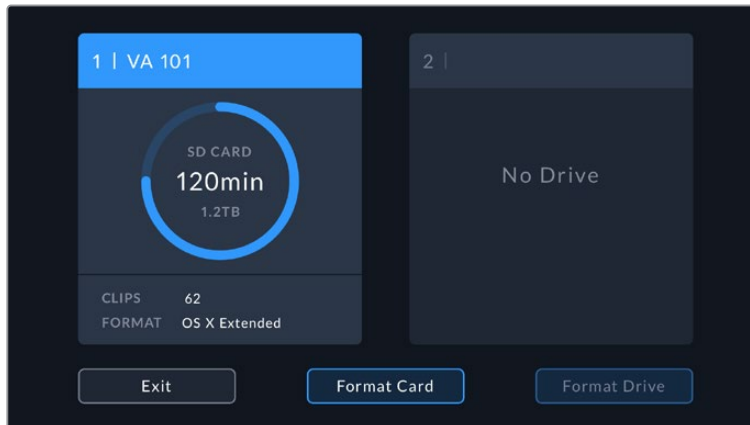 1 | VA 101
SD CARD
120min
1.2TB
CLIPS 62
FORMAT OS X Extended
2 |
No Drive
Exit
Format Card
Format Drive